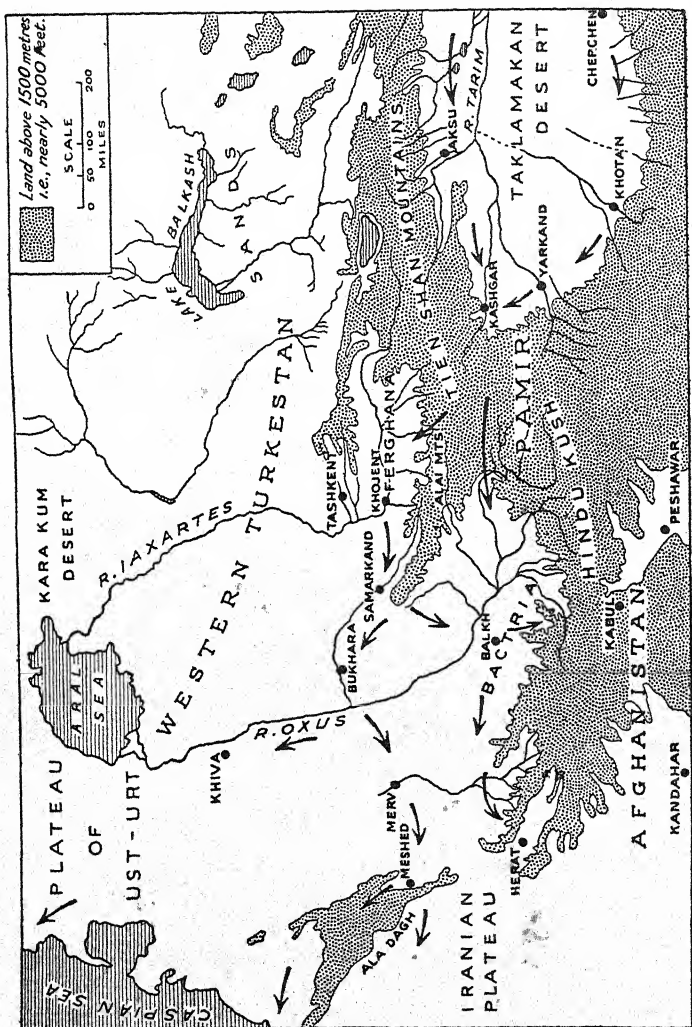 Land above 1500 metres
i.e., nearly 5000 feet.
SCALE
0 50 100 200
MILES
KARA KUM
DESERT
ARAL
SEA
PLATEAU
OF
UST-URT
CASPIAN SEA
LAKE BALKASH
SANDS
R. IAXARTES
WESTERN TURKESTAN
R. OXUS
KHIVA
TASHKENT
KHOJENT
FERGHANA
SAMARKAND
BUKHARA
ALAI MTS.
TIEN SHAN MOUNTAINS
AKSU
R. TARIM
TAKLAMAKAN
DESERT
CHERCHEN
KASHGAR
YARKAND
KHOTAN
PAMIR
HINDU KUSH
BALKH
BACTRIA
MERV
MESHED
ALA DAGH
IRANIAN
PLATEAU
HERAT
AFGHANISTAN
KABUL
PESHAWAR
KANDAHAR